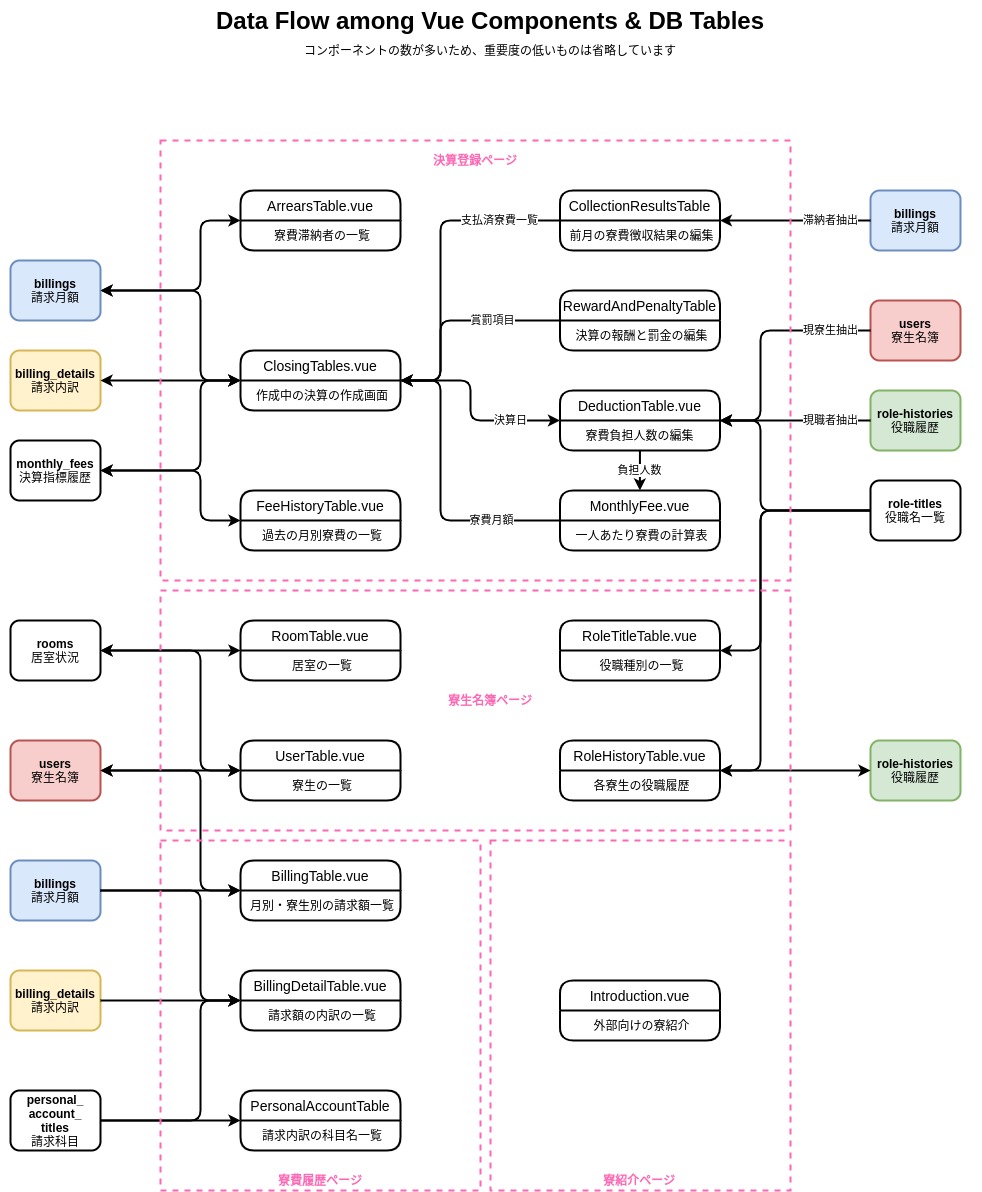 Data Flow among Vue Components & DB Tables
コンポーネントの数が多いため、重要度の低いものは省略しています
決算登録ページ
ArrearsTable.vue
寮費滞納者の一覧
支払済寮費一覧
CollectionResultsTable
前月の寮費徴収結果の編集
滞納者抽出
billings
請求月額
billings
請求月額
賞罰項目
RewardAndPenaltyTable
決算の報酬と罰金の編集
現寮生抽出
users
寮生名簿
billing_details
請求内訳
ClosingTables.vue
作成中の決算の作成画面
決算日
DeductionTable.vue
寮費負担人数の編集
現職者抽出
role-histories
役職履歴
負担人数
monthly_fees
決算指標履歴
FeeHistoryTable.vue
過去の月別寮費の一覧
寮費月額
MonthlyFee.vue
一人あたり寮費の計算表
role-titles
役職名一覧
rooms
居室状況
RoomTable.vue
居室の一覧
RoleTitleTable.vue
役職種別の一覧
寮生名簿ページ
users
寮生名簿
UserTable.vue
寮生の一覧
RoleHistoryTable.vue
各寮生の役職履歴
role-histories
役職履歴
billings
請求月額
BillingTable.vue
月別・寮生別の請求額一覧
billing_details
請求内訳
BillingDetailTable.vue
請求額の内訳の一覧
Introduction.vue
外部向けの寮紹介
personal_
account_
titles
請求科目
PersonalAccountTable
請求内訳の科目名一覧
寮費履歴ページ
寮紹介ページ